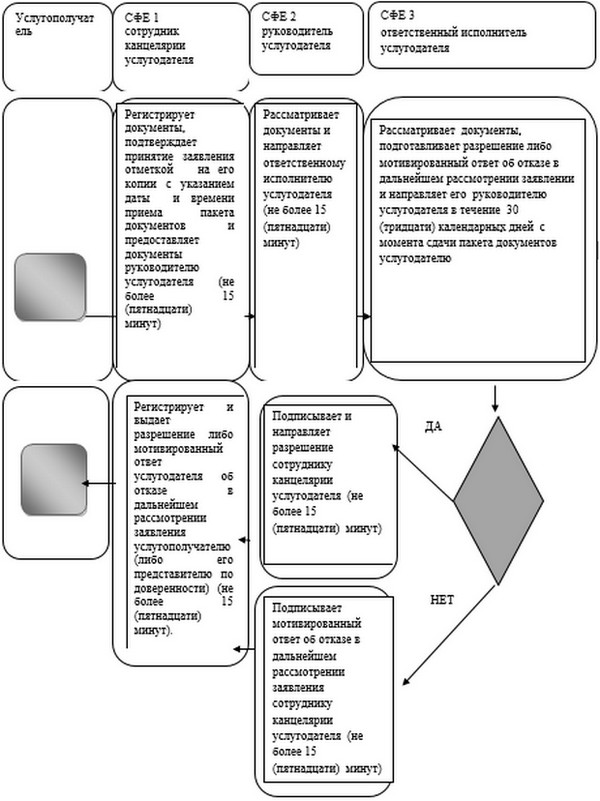 Услугополучат
ель
СФЕ 1
сотрудник
канцелярии
услугодателя
СФЕ 2
руководитель
услугодателя
СФЕ 3
ответственный исполнитель
услугодателя
Регистрирует
документы,
подтверждает
принятие заявления
отметкой на его
копии с указанием
даты и времени
приема пакета
документов и
предоставляет
документы
руководителю
услугодателя (не
более 15
(пятнадцати)
минут)
Рассматривает
документы и
направляет
ответственному
исполнителю
услугодателя
(не более 15
(пятнадцати)
минут)
Рассматривает документы,
подготавливает разрешение либо
мотивированный ответ об отказе в
дальнейшем рассмотрении заявлении
и направляет его руководителю
услугодателя в течение 30
(тридцати) календарных дней с
момента сдачи пакета документов
услугодателю
Регистрирует и
выдает
разрешение либо
мотивированный
ответ
услугодателя об
отказе в
дальнейшем
рассмотрении
заявления
услугополучателю
(либо его
представителю по
доверенности) (не
более 15
(пятнадцати)
минут).
Подписывает и
направляет
разрешение
сотруднику
канцелярии
услугодателя (не
более 15
(пятнадцати) минут)
ДА
НЕТ
Подписывает
мотивированный
ответ об отказе в
дальнейшем
рассмотрении
заявления
сотруднику
канцелярии
услугодателя (не
более 15
(пятнадцати) минут)